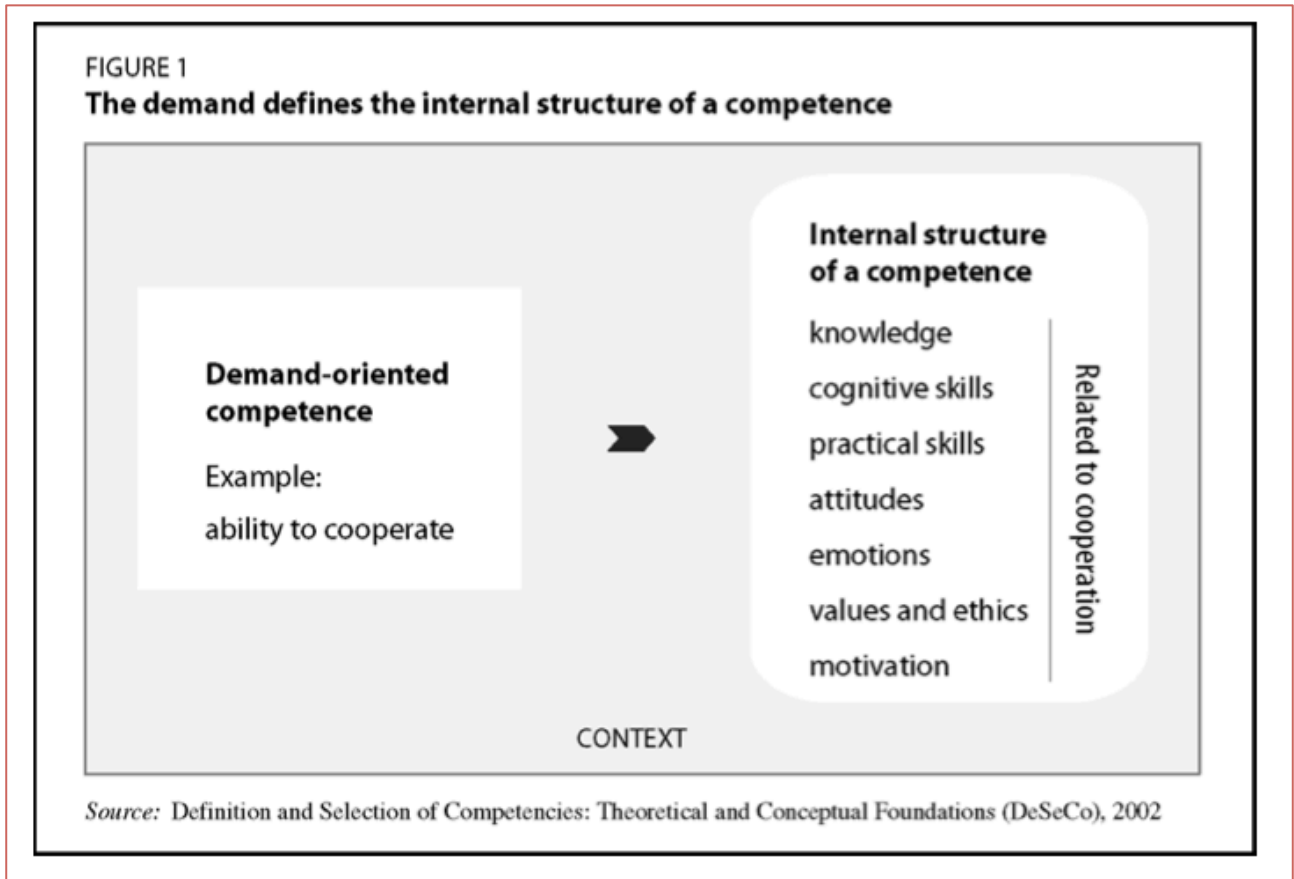 FIGURE 1
The demand defines the internal structure of a competence
Demand-oriented
competence
Example:
ability to cooperate
Internal structure
of a competence
knowledge
cognitive skills
practical skills
attitudes
emotions
values and ethics
motivation
Related to cooperation
CONTEXT
Source: Definition and Selection of Competencies: Theoretical and Conceptual Foundations (DeSeCo), 2002